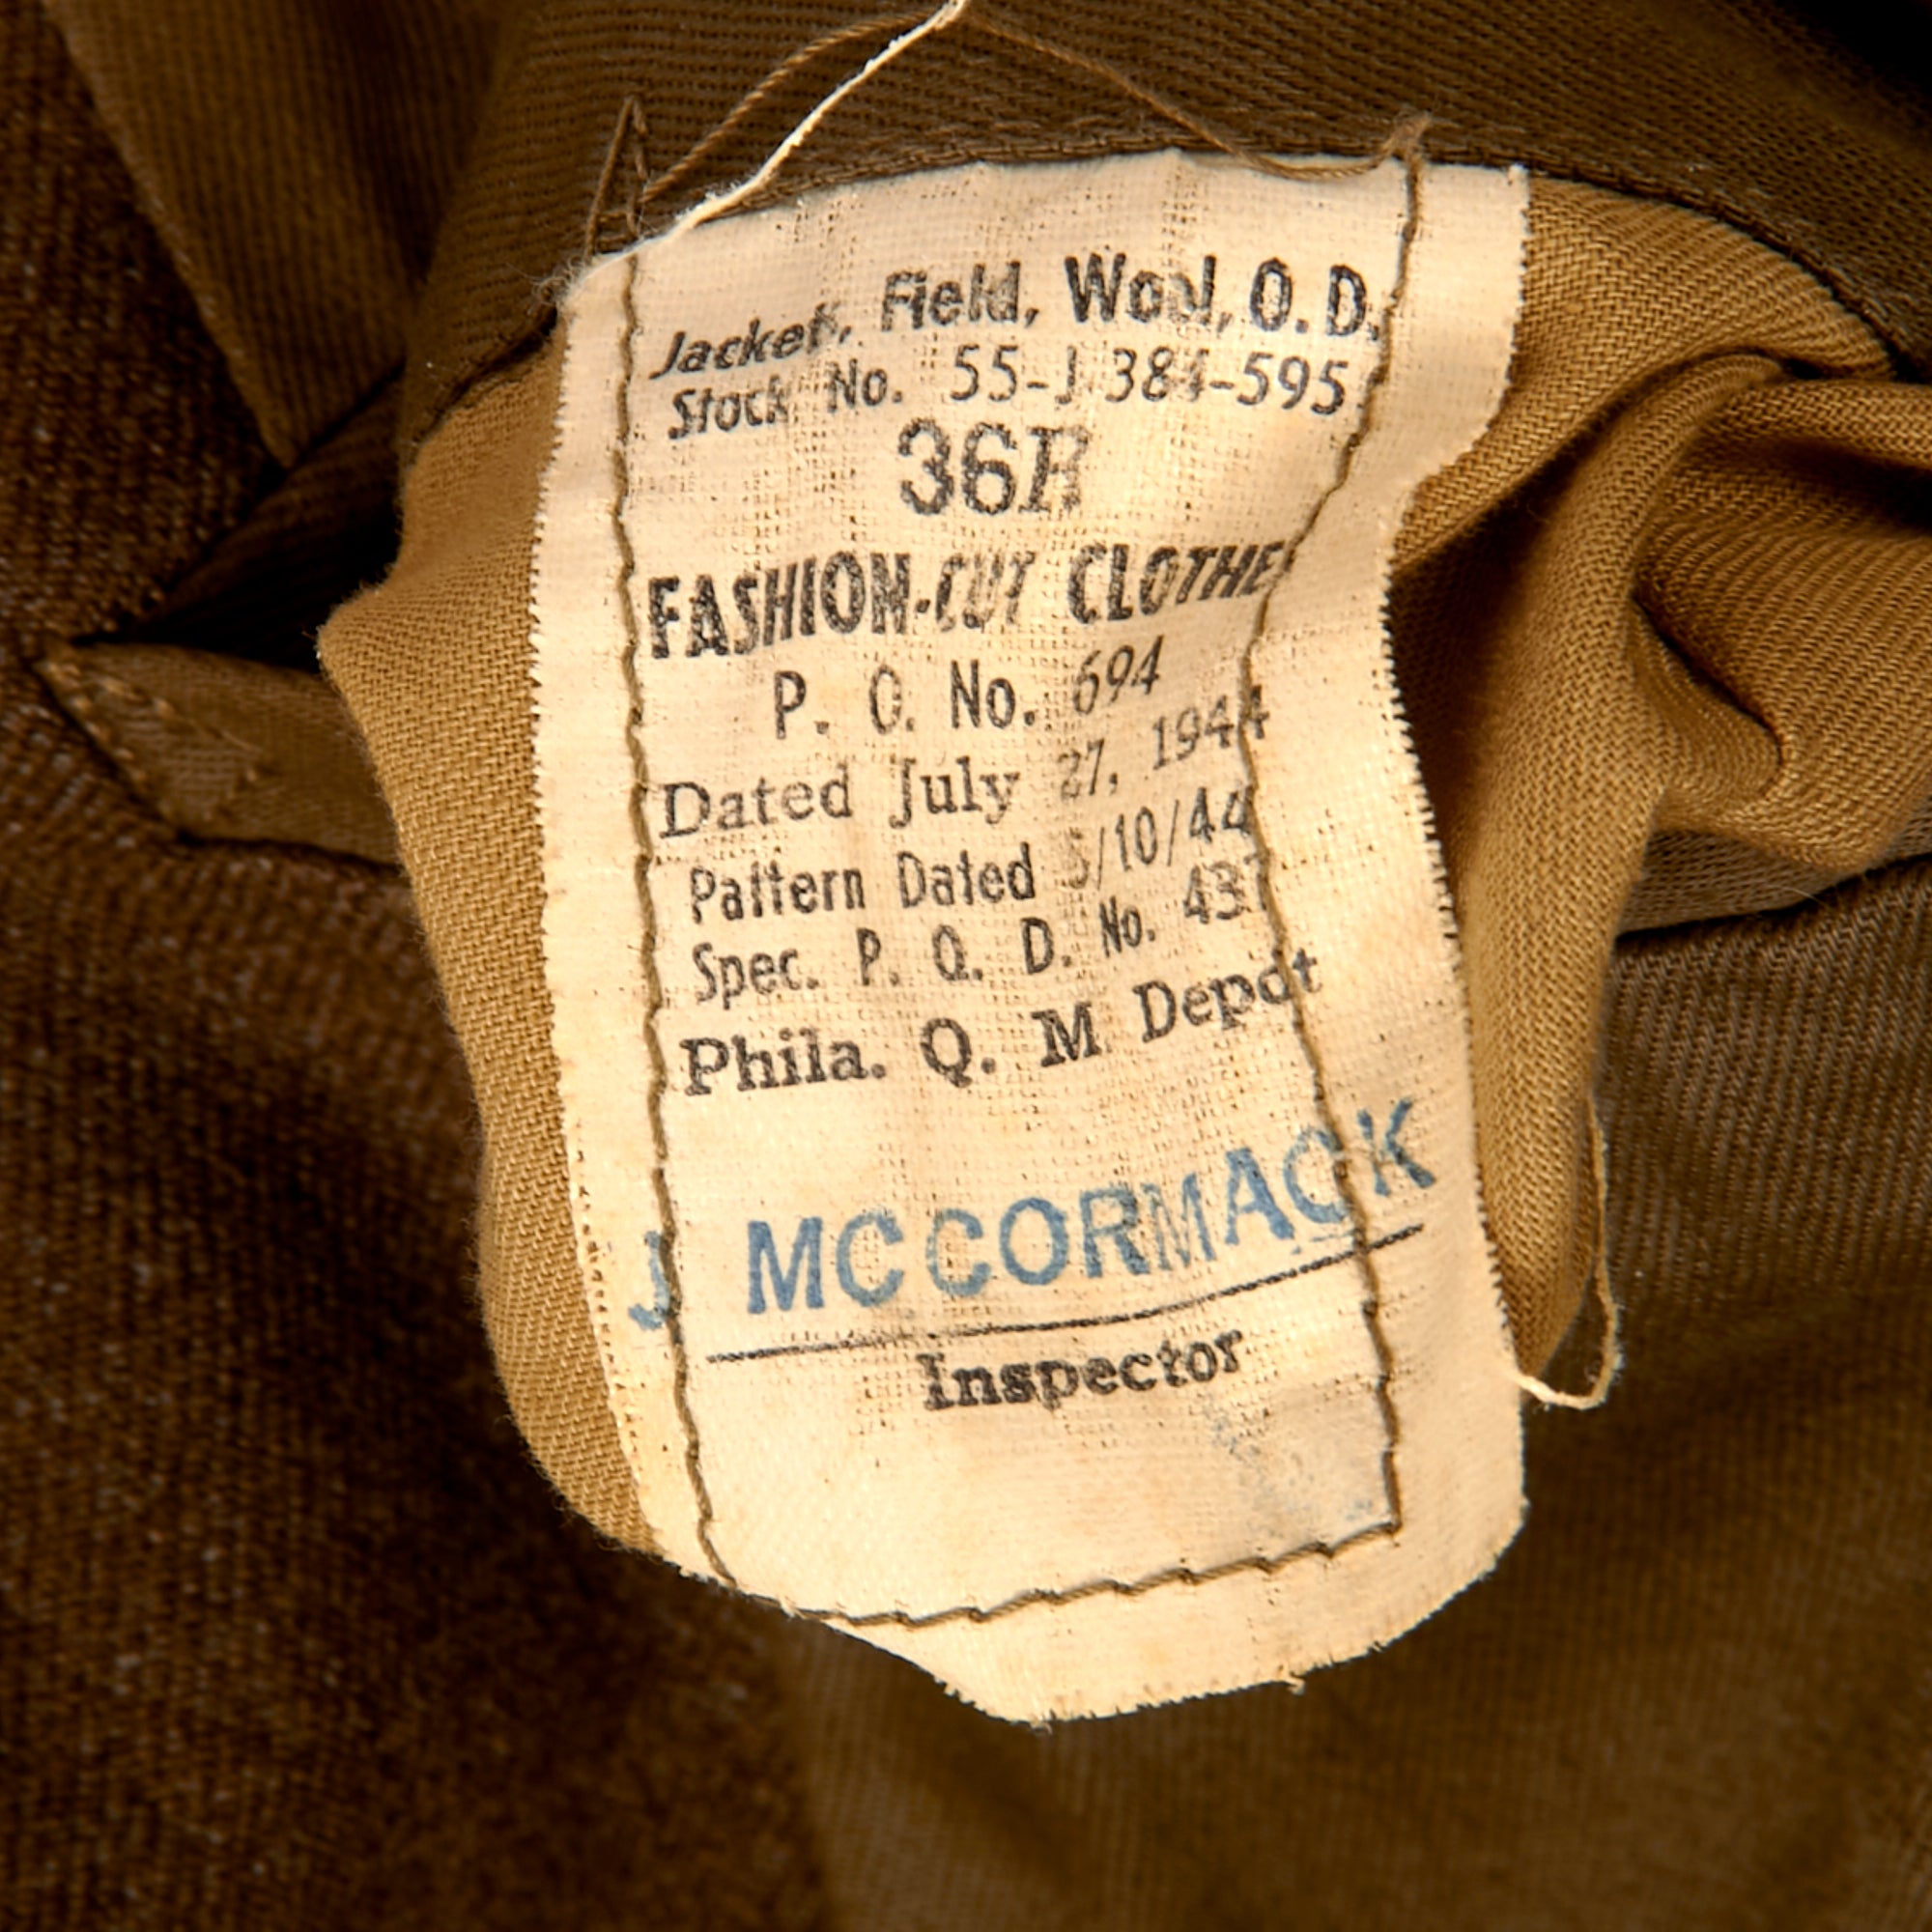 Jacket, Field, Wool, O. D.
Stock No. 55-J-384-595
36R
FASHION-CUT CLOTHE
P. O. No. 694
Dated July 27, 1944
Pattern Dated 5/10/44
Spec. P. Q. D. No. 437
Phila. Q. M Depot
J MCCORMACK
Inspector